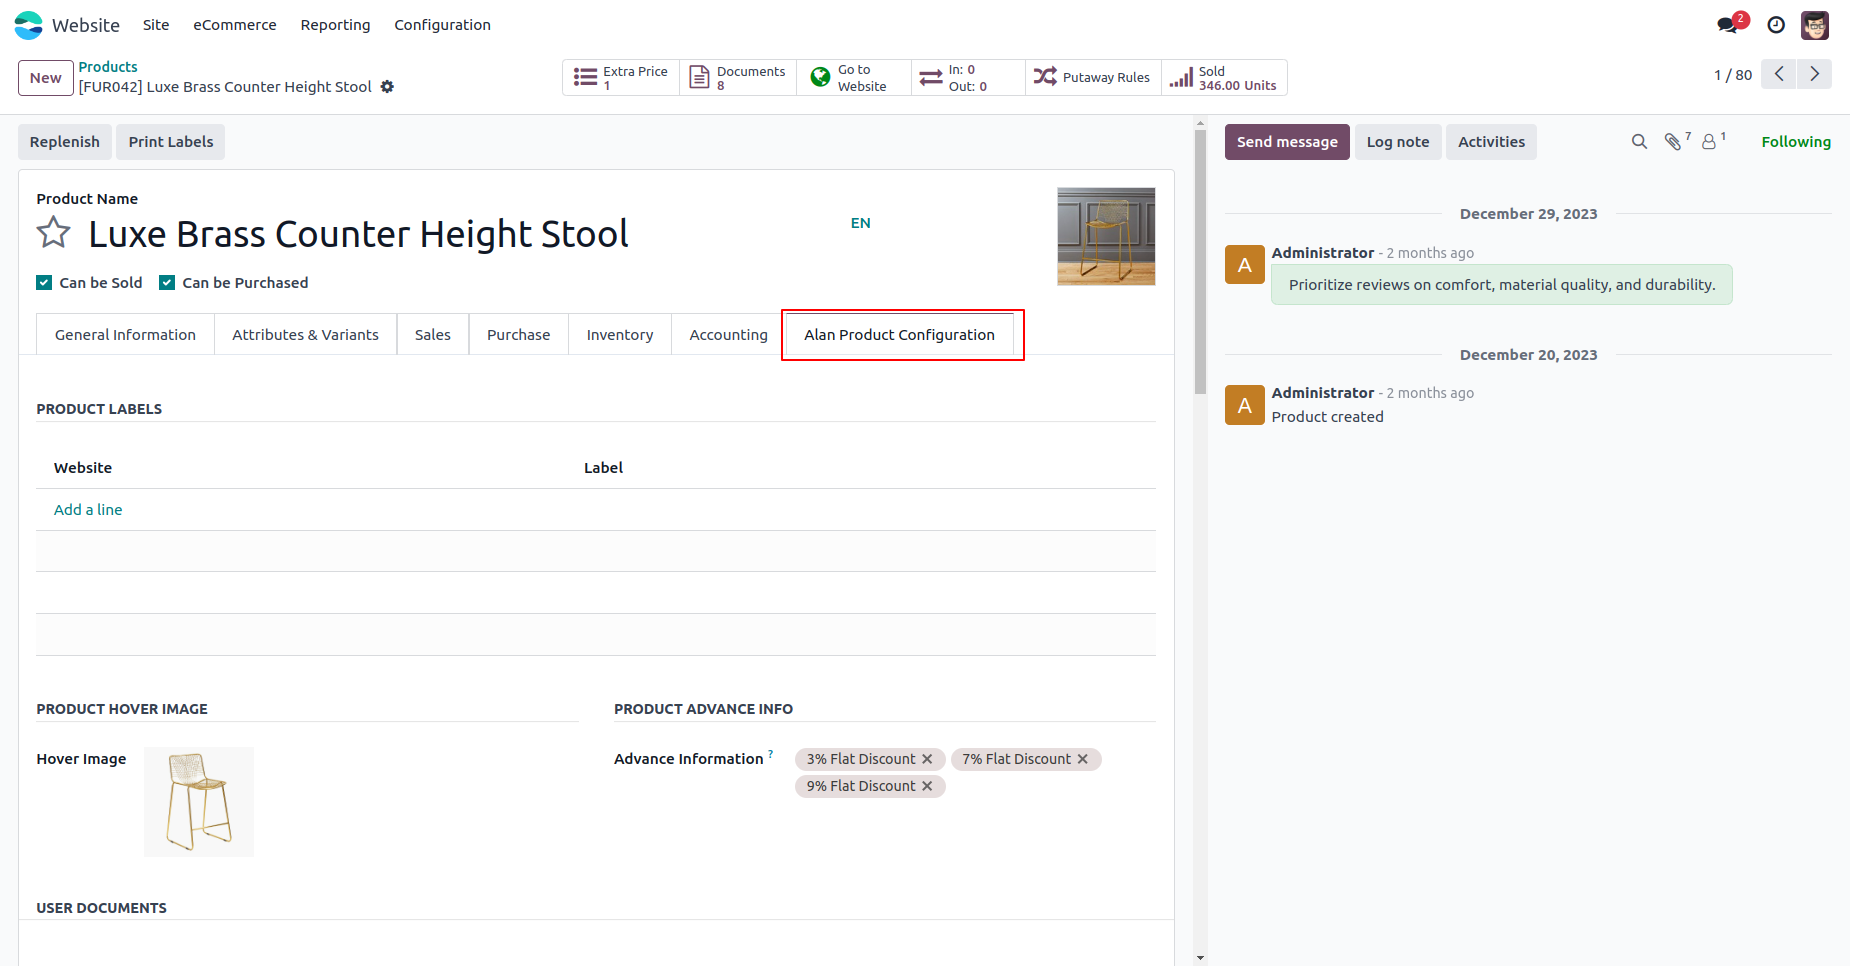 Website Site eCommerce Reporting Configuration 2
New Products
[FUR042] Luxe Brass Counter Height Stool
Extra Price 1
Documents 8
Go to Website
In: 0
Out: 0
Putaway Rules
Sold
346.00 Units
1 / 80
Replenish Print Labels
Send message Log note Activities 7 1 Following
Product Name
Luxe Brass Counter Height Stool EN
Can be Sold Can be Purchased
General Information Attributes & Variants Sales Purchase Inventory Accounting Alan Product Configuration
PRODUCT LABELS
Website Label
Add a line
PRODUCT HOVER IMAGE
Hover Image
PRODUCT ADVANCE INFO
Advance Information ? 3% Flat Discount 7% Flat Discount
9% Flat Discount
USER DOCUMENTS
December 29, 2023
A Administrator - 2 months ago
Prioritize reviews on comfort, material quality, and durability.
December 20, 2023
A Administrator - 2 months ago
Product created